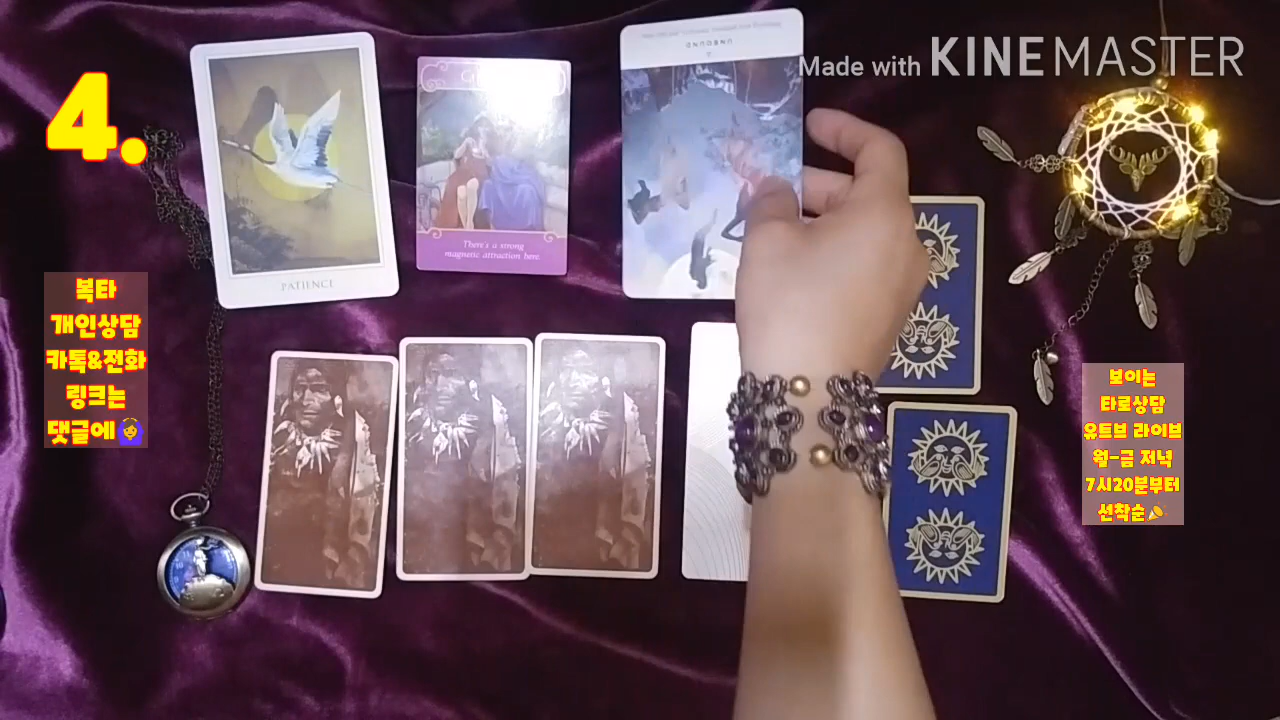 4.
Made with KINEMASTER
UNBOUND
PATIENCE
There's a strong
magnetic attraction here.
복타
개인상담
카톡&전화
링크는
댓글에🙆‍♀️
보이는
타로상담
유튜브 라이브
월-금 저녁
7시20분부터
선착순🎉